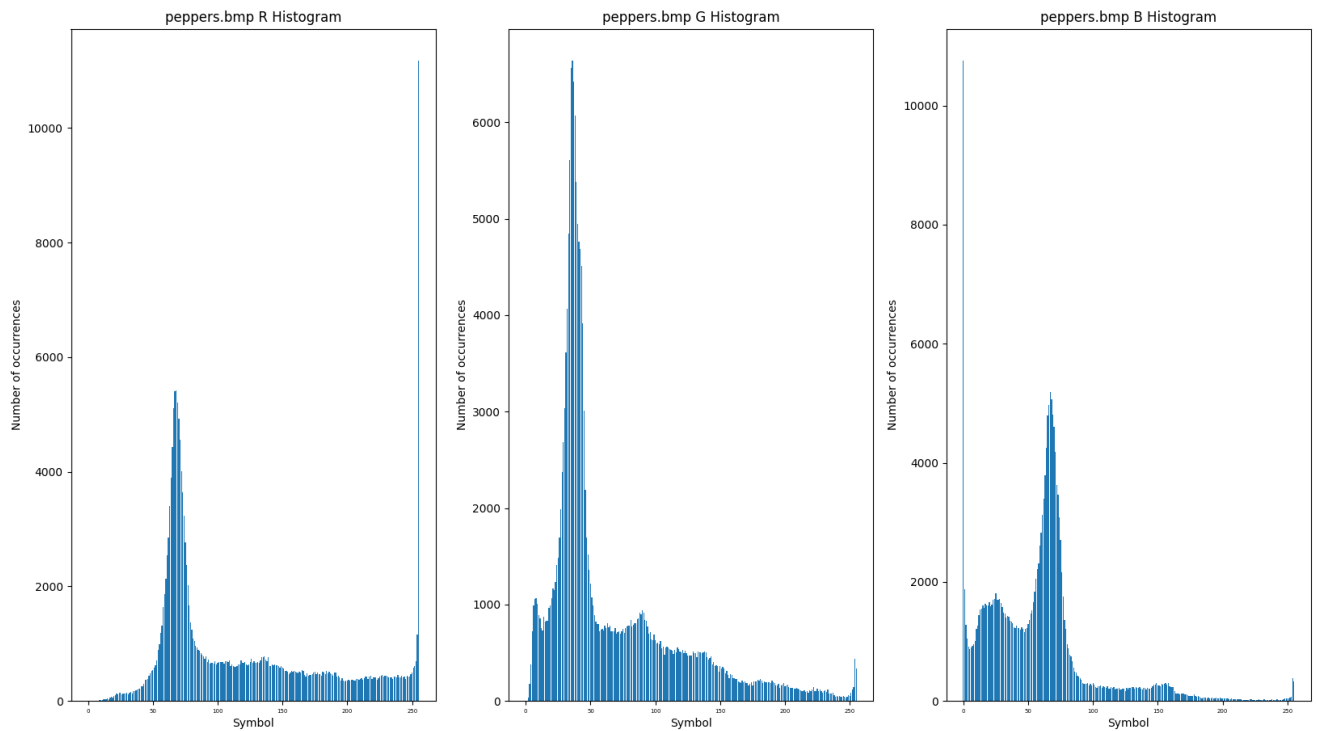 peppers.bmp R Histogram
Number of occurrences
10000
8000
6000
4000
2000
0
0 50 100 150 200 250
Symbol
peppers.bmp G Histogram
Number of occurrences
6000
5000
4000
3000
2000
1000
0
0 50 100 150 200 250
Symbol
peppers.bmp B Histogram
Number of occurrences
10000
8000
6000
4000
2000
0
0 50 100 150 200 250
Symbol